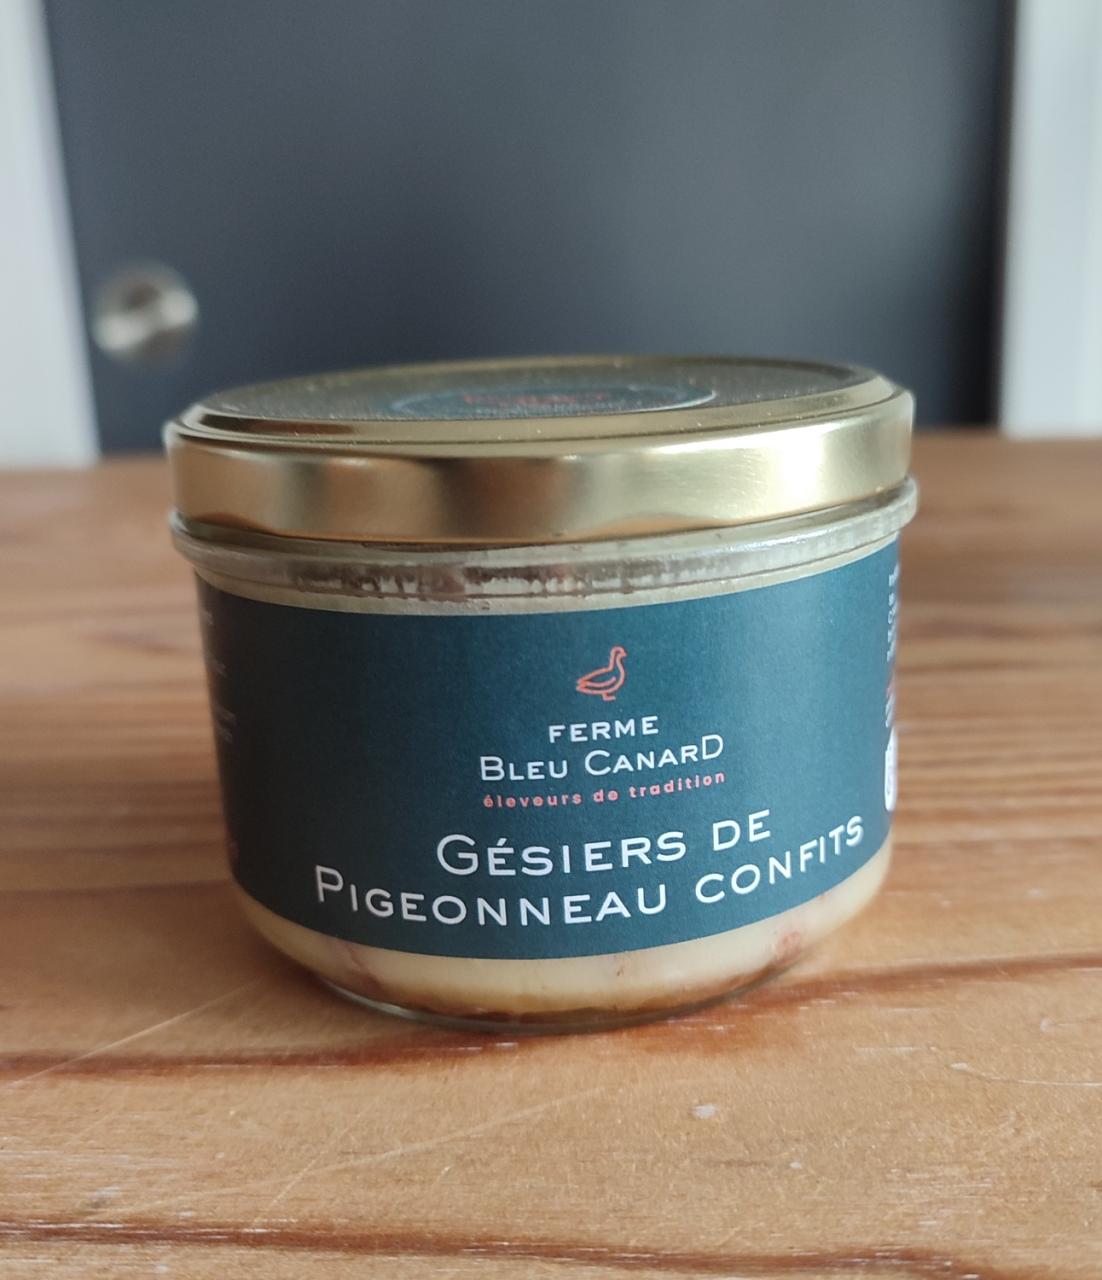 FERME
BLEU CANARD
éleveurs de tradition
GÉSIERS DE
PIGEONNEAU CONFITS